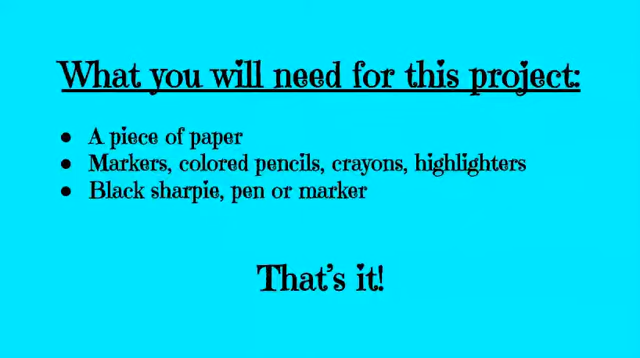 What you will need for this project:
● A piece of paper
● Markers, colored pencils, crayons, highlighters
● Black sharpie, pen or marker
That's it!